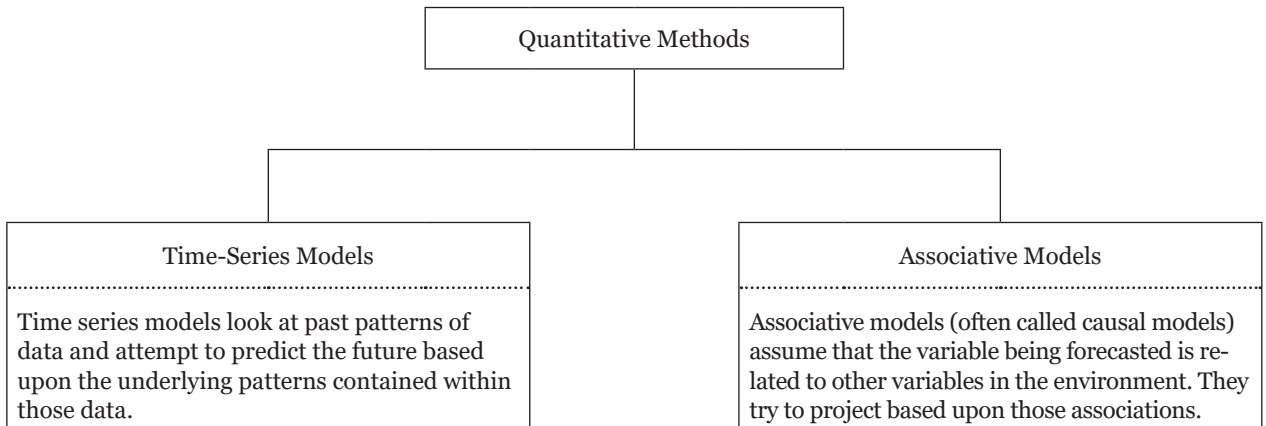 Quantitative Methods
Time-Series Models
Time series models look at past patterns of
data and attempt to predict the future based
upon the underlying patterns contained within
those data.
Associative Models
Associative models (often called causal models)
assume that the variable being forecasted is re-
lated to other variables in the environment. They
try to project based upon those associations.